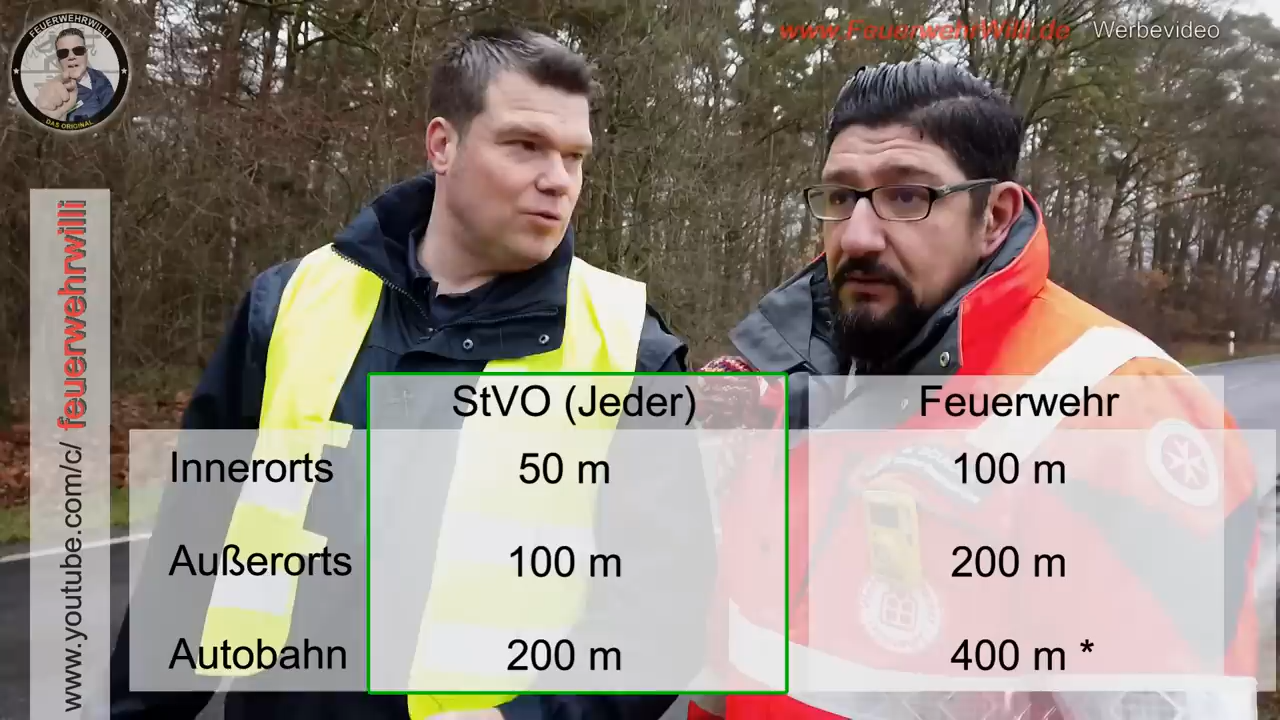 FEUERWEHRWILLI
DAS ORIGINAL
www.FeuerwehrWilli.de Werbevideo
www.youtube.com/c/feuerwehrwilli
StVO (Jeder) Feuerwehr
Innerorts 50 m 100 m
Außerorts 100 m 200 m
Autobahn 200 m 400 m *